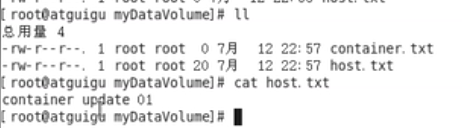 [root@atguigu myDataVolume]# ll
总用量 4
-rw-r--r--. 1 root root  0 7月  12 22:57 container.txt
-rw-r--r--. 1 root root 20 7月  12 22:57 host.txt
[root@atguigu myDataVolume]# cat host.txt
container update 01
[root@atguigu myDataVolume]#